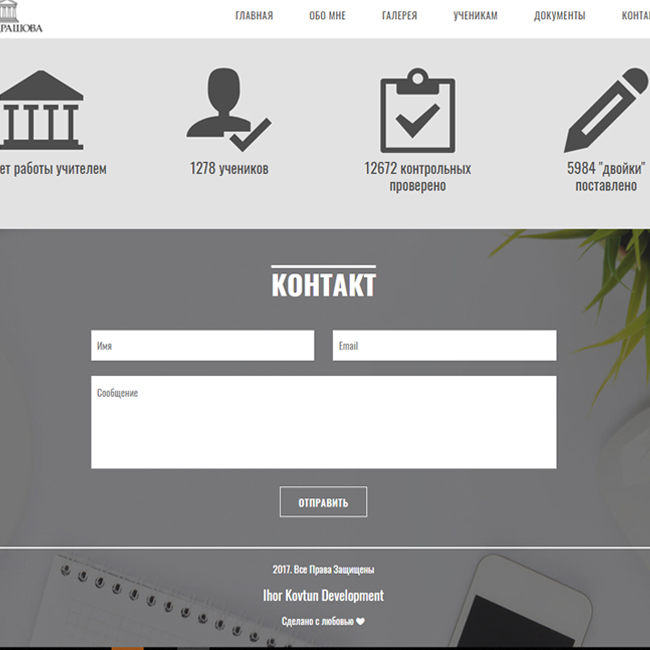 РАШОВА
ГЛАВНАЯ ОБО МНЕ ГАЛЕРЕЯ УЧЕНИКАМ ДОКУМЕНТЫ КОНТА
ет работы учителем
1278 учеников
12672 контрольных
проверено
5984 "двойки"
поставлено
КОНТАКТ
Имя
Email
Сообщение
ОТПРАВИТЬ
2017. Все Права Защищены
Ihor Kovtun Development
Сделано с любовью